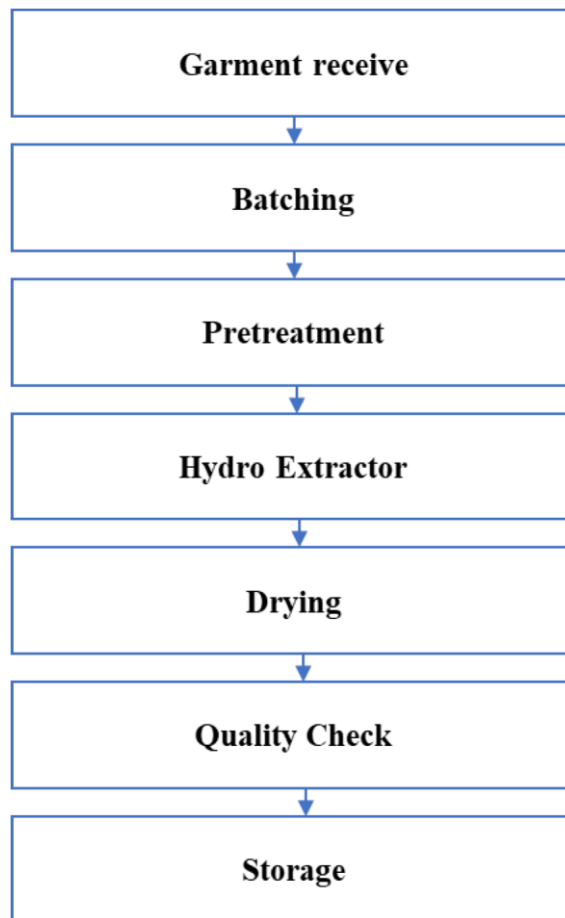 Garment receive
Batching
Pretreatment
Hydro Extractor
Drying
Quality Check
Storage